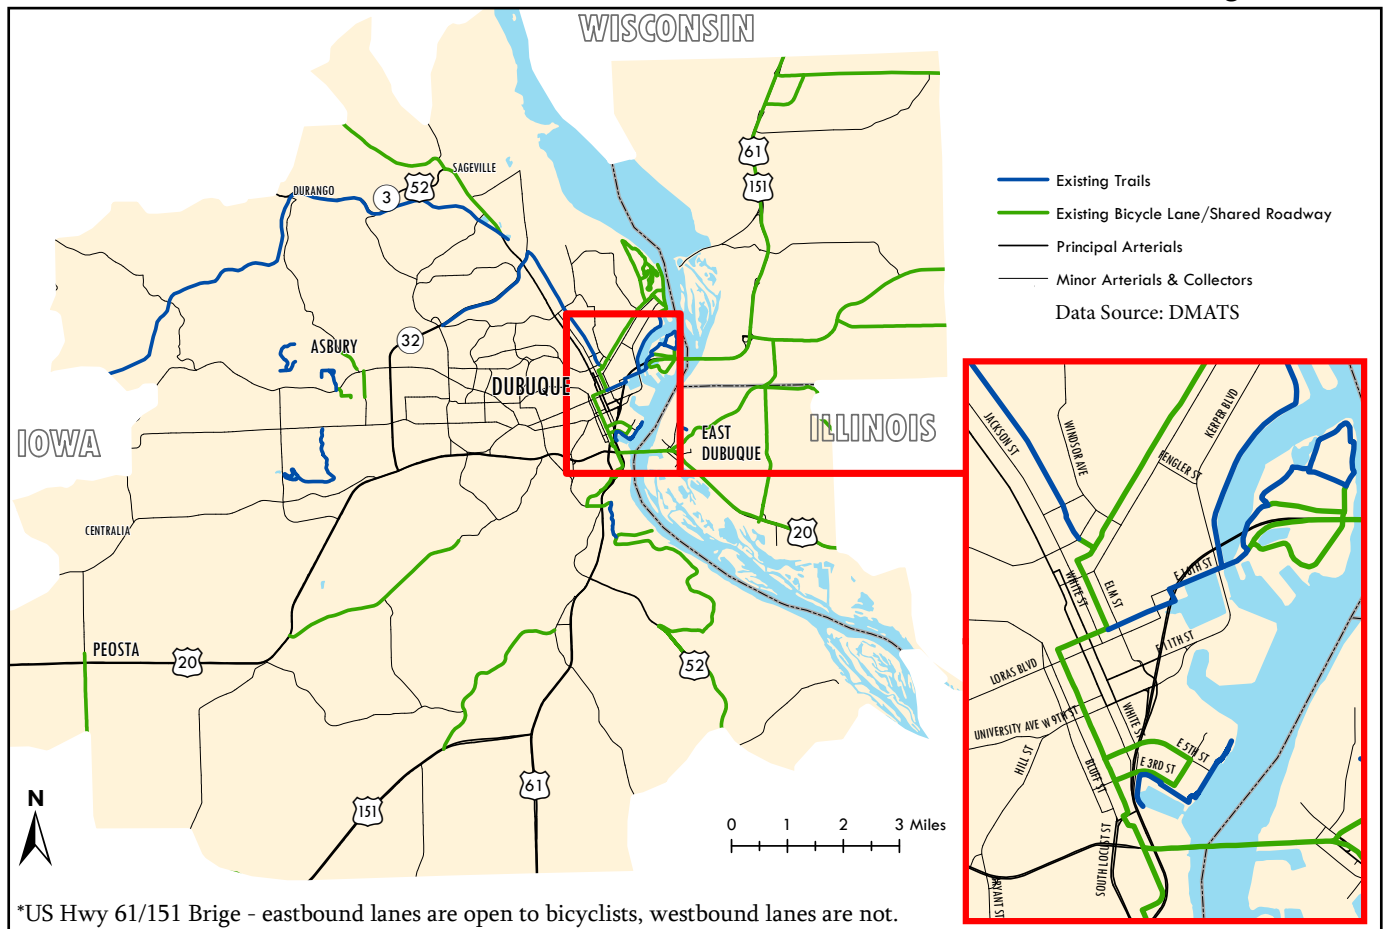 WISCONSIN
61
151
SAGEVILLE
52
3
DURANGO
Existing Trails
Existing Bicycle Lane/Shared Roadway
Principal Arterials
Minor Arterials & Collectors
Data Source: DMATS
32
ASBURY
DUBUQUE
IOWA
ILLINOIS
EAST
DUBUQUE
20
CENTRALIA
PEOSTA
20
52
61
151
N
0 1 2 3 Miles
JACKSON ST
WINDSOR AVE
KERPER BLVD
FENGLER ST
WHITE ST
ELM ST
E 16TH ST
E 11TH ST
LORAS BLVD
UNIVERSITY AVE
W 9TH ST
WHITE ST
HILL ST
BLUFF ST
E 5TH ST
E 3RD ST
SOUTH LOCUST ST
BRYANT ST
*US Hwy 61/151 Brige - eastbound lanes are open to bicyclists, westbound lanes are not.